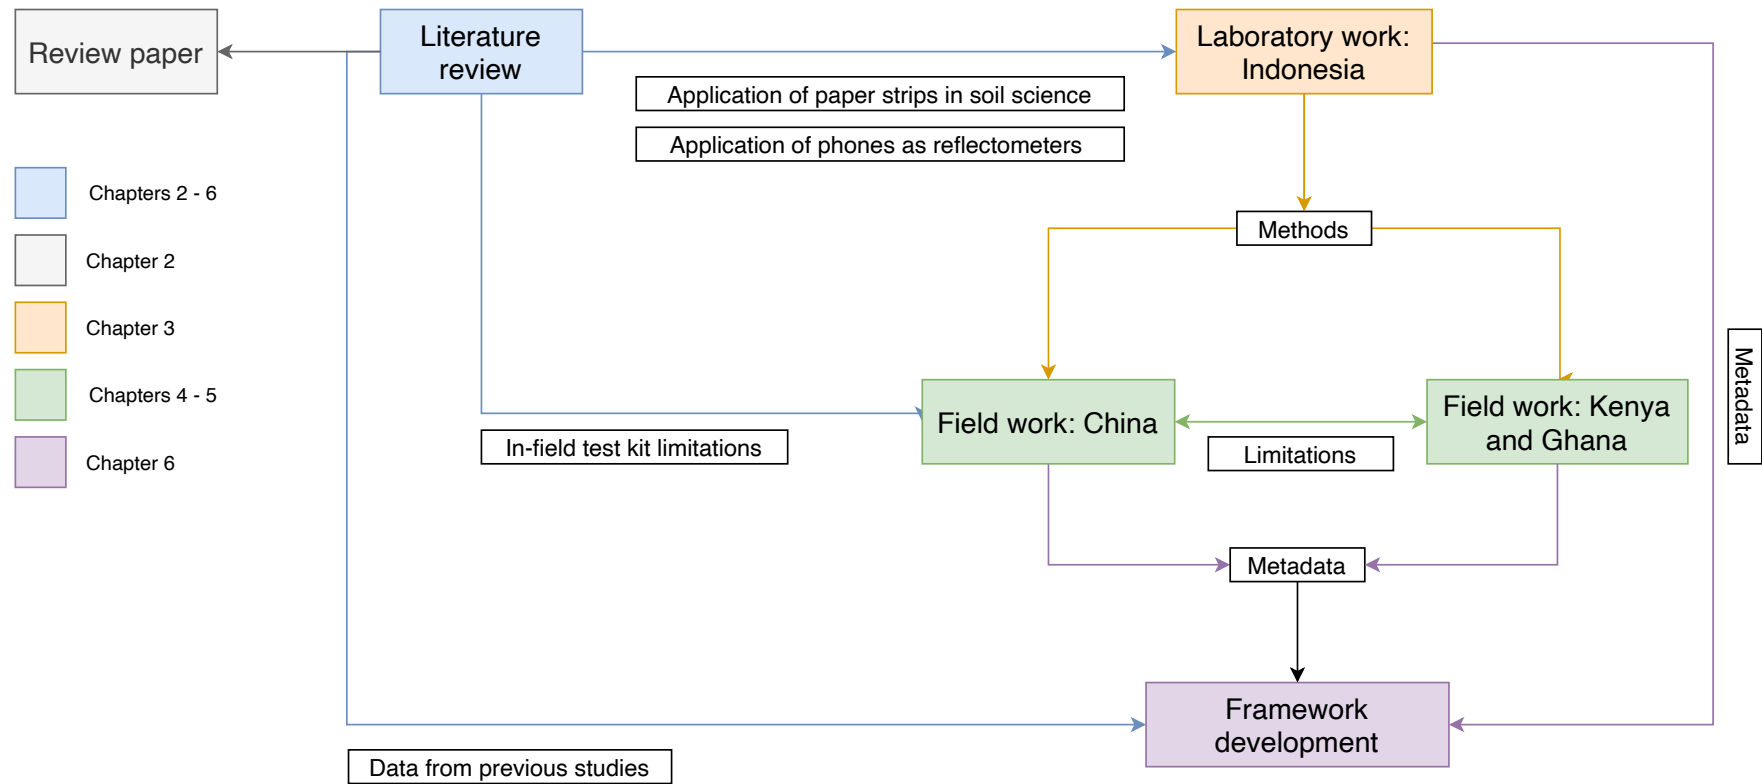 Review paper
Literature
review
Laboratory work:
Indonesia
Application of paper strips in soil science
Application of phones as reflectometers
Chapters 2 - 6
Chapter 2
Chapter 3
Chapters 4 - 5
Chapter 6
Methods
Metadata
Field work: China
Field work: Kenya
and Ghana
In-field test kit limitations
Limitations
Metadata
Framework
development
Data from previous studies